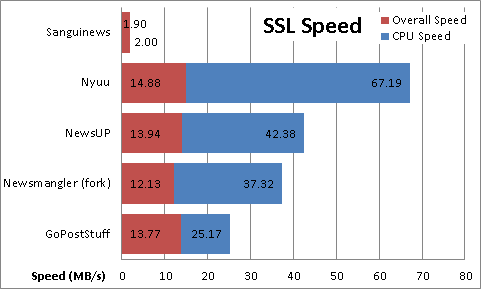 SSL Speed
Overall Speed
CPU Speed
Sanguinews
1.90
2.00
Nyuu
14.88
67.19
NewsUP
13.94
42.38
Newsmangler (fork)
12.13
37.32
GoPostStuff
13.77
25.17
Speed (MB/s)
0 10 20 30 40 50 60 70 80